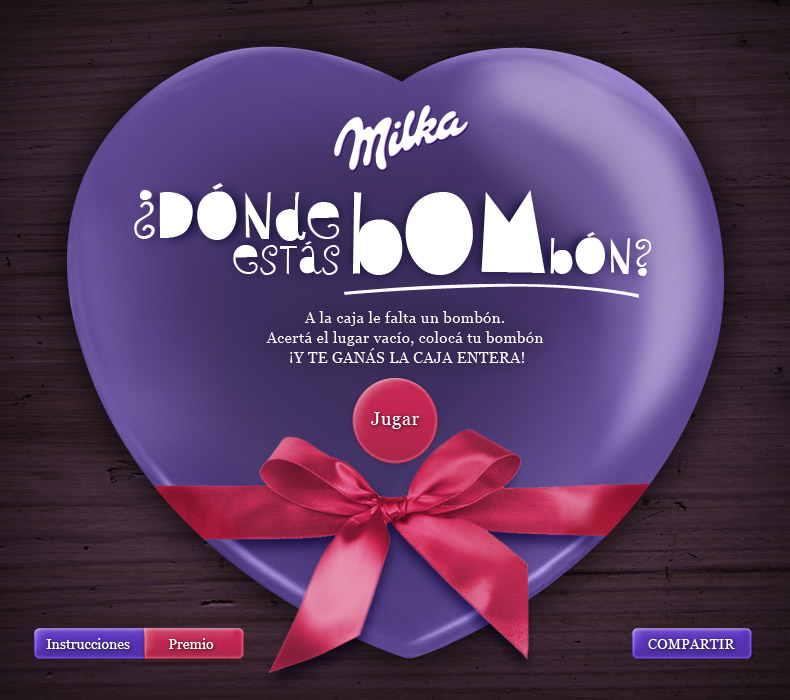 Milka
¿DÓNde
estás bOMbÓN?
A la caja le falta un bombón.
Acertá el lugar vacío, colocá tu bombón
¡Y TE GANÁS LA CAJA ENTERA!
Jugar
Instrucciones Premio
COMPARTIR